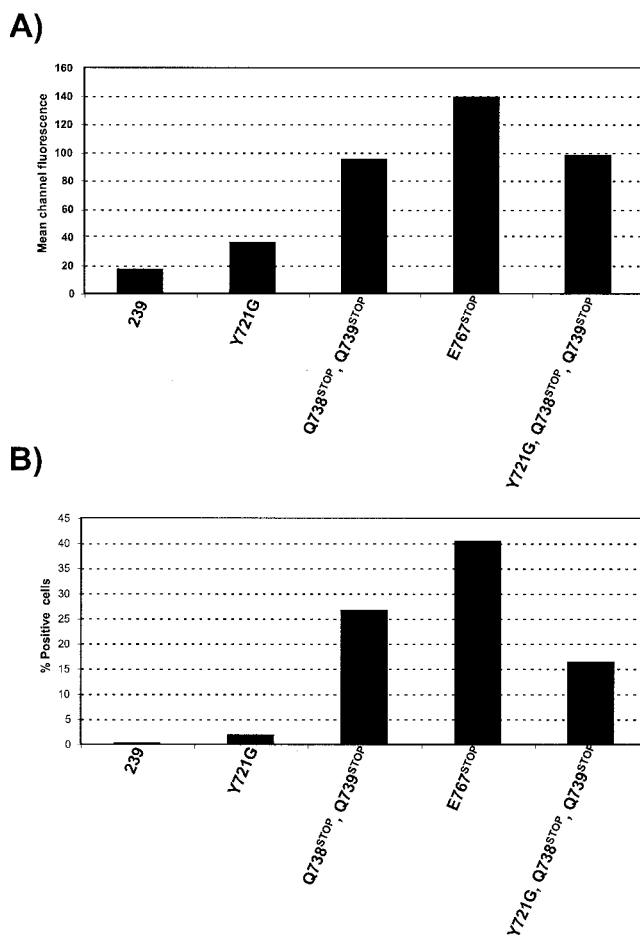 A)
Mean channel fluorescence
160
140
120
100
80
60
40
20
0
239
Y721G
Q738STOP, Q739STOP
E767STOP
Y721G, Q738STOP, Q739STOP
B)
% Positive cells
45
40
35
30
25
20
15
10
5
0
239
Y721G
Q738STOP, Q739STOP
E767STOP
Y721G, Q738STOP, Q739STOP